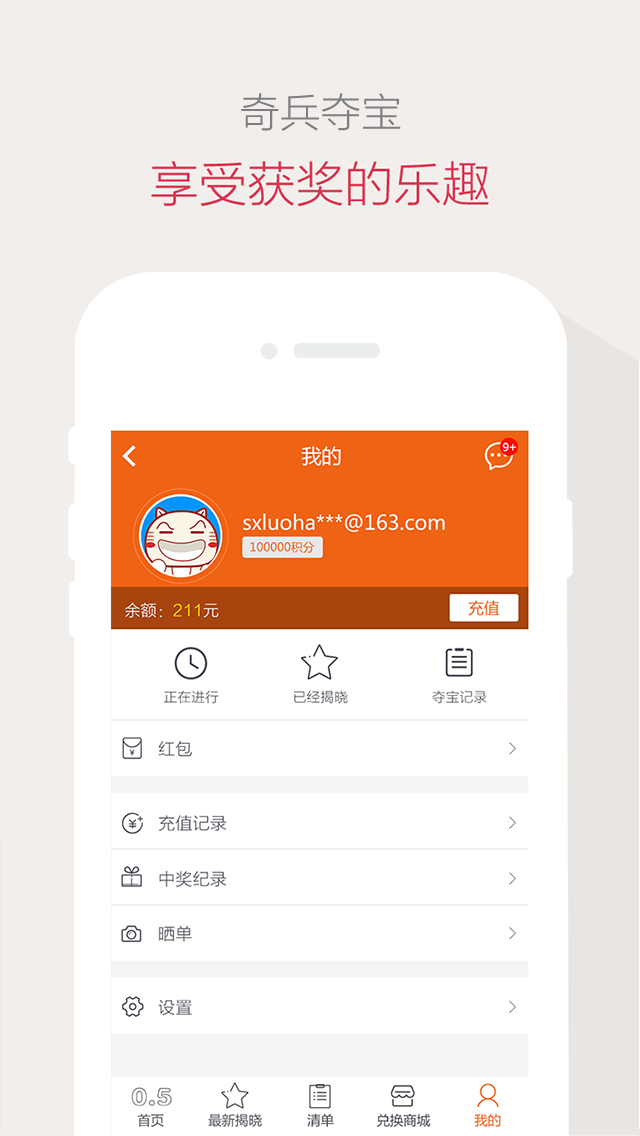 奇兵夺宝
享受获奖的乐趣
我的
9+
sxluoha***@163.com
100000积分
余额：211元
充值
正在进行 已经揭晓 夺宝记录
红包
充值记录
中奖纪录
晒单
设置
0.5
首页 最新揭晓 清单 兑换商城 我的